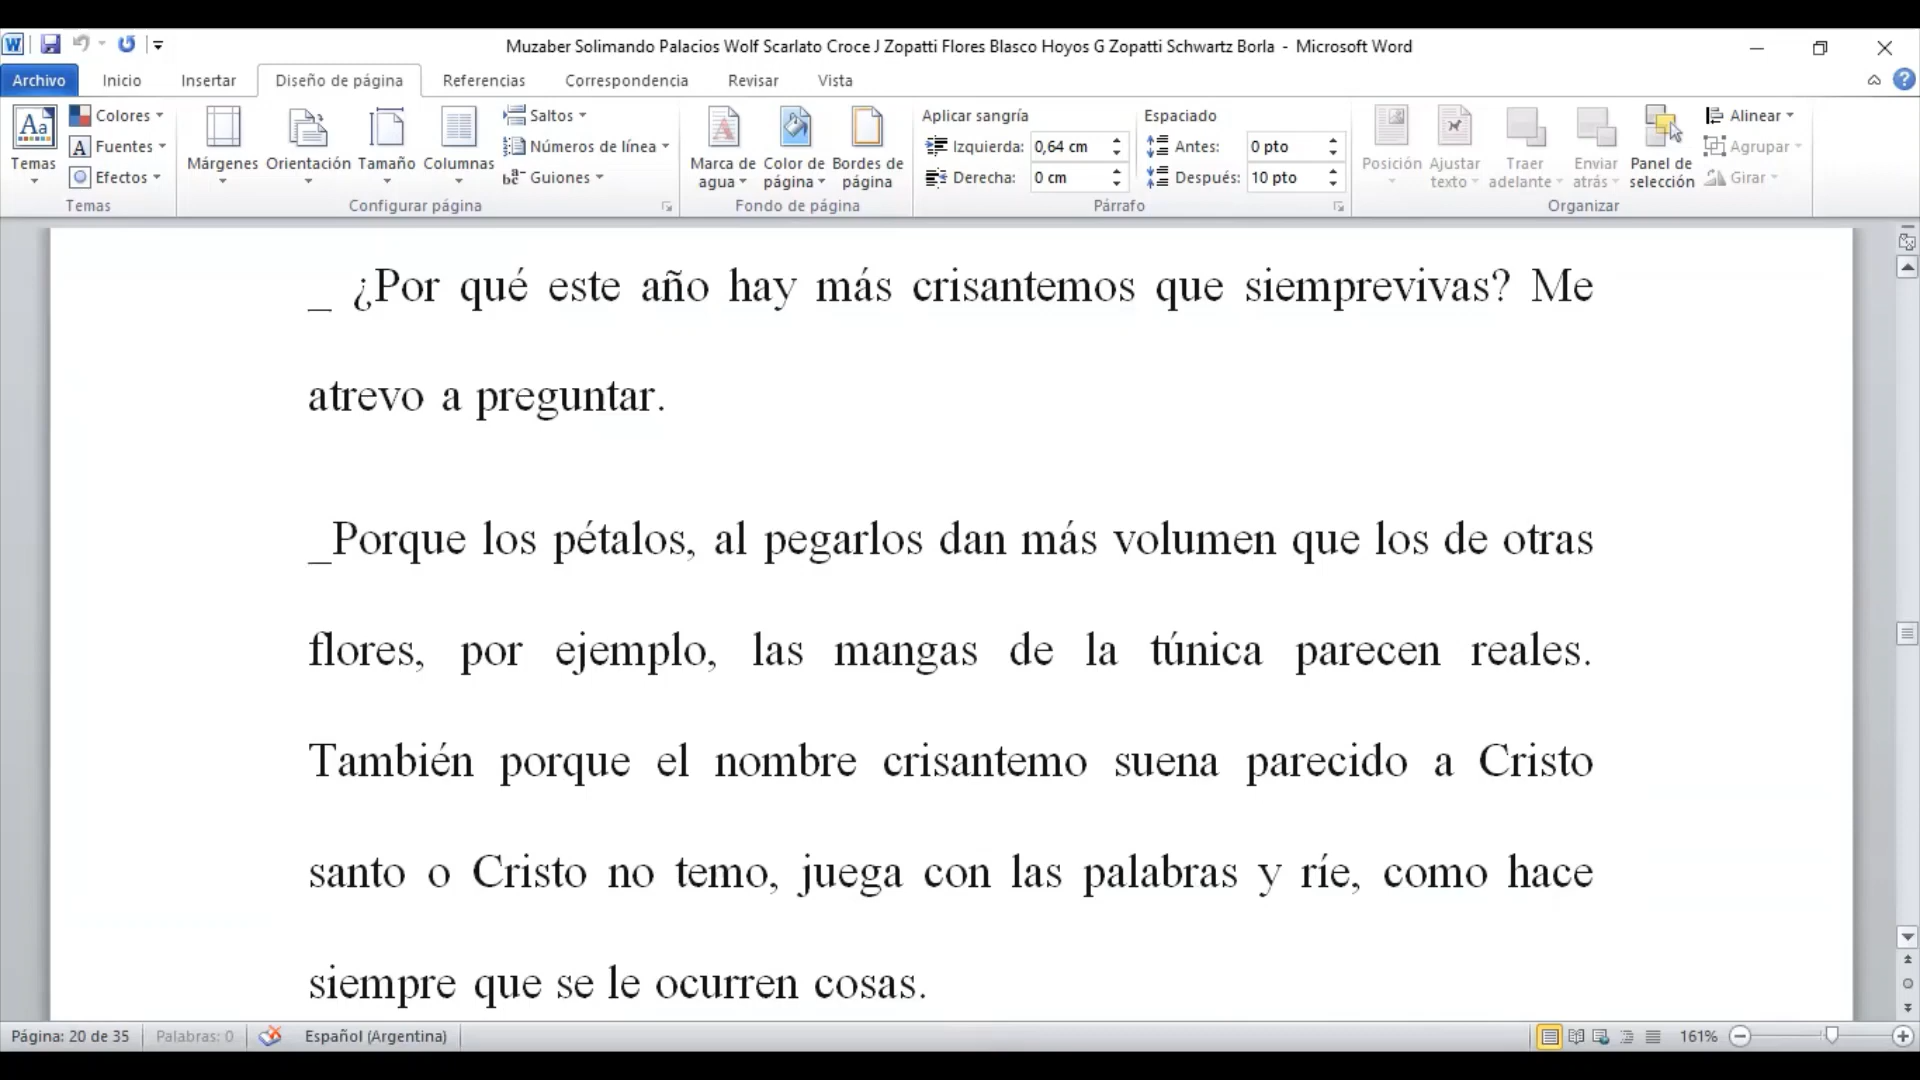 Muzaber Solimando Palacios Wolf Scarlato Croce J Zopatti Flores Blasco Hoyos G Zopatti Schwartz Borla - Microsoft Word
Archivo Inicio Insertar Diseño de página Referencias Correspondencia Revisar Vista
Temas
Colores
Fuentes
Efectos
Temas
Márgenes Orientación Tamaño Columnas
Saltos
Números de línea
Guiones
Configurar página
Marca de agua
Color de página
Bordes de página
Fondo de página
Aplicar sangría
Izquierda: 0,64 cm
Derecha: 0 cm
Espaciado
Antes: 0 pto
Después: 10 pto
Párrafo
Posición
Ajustar texto
Traer adelante
Enviar atrás
Panel de selección
Alinear
Agrupar
Girar
Organizar
_ ¿Por qué este año hay más crisantemos que siemprevivas? Me
atrevo a preguntar.
_Porque los pétalos, al pegarlos dan más volumen que los de otras
flores, por ejemplo, las mangas de la túnica parecen reales.
También porque el nombre crisantemo suena parecido a Cristo
santo o Cristo no temo, juega con las palabras y ríe, como hace
siempre que se le ocurren cosas.
Página: 20 de 35 Palabras: 0 Español (Argentina) 161%